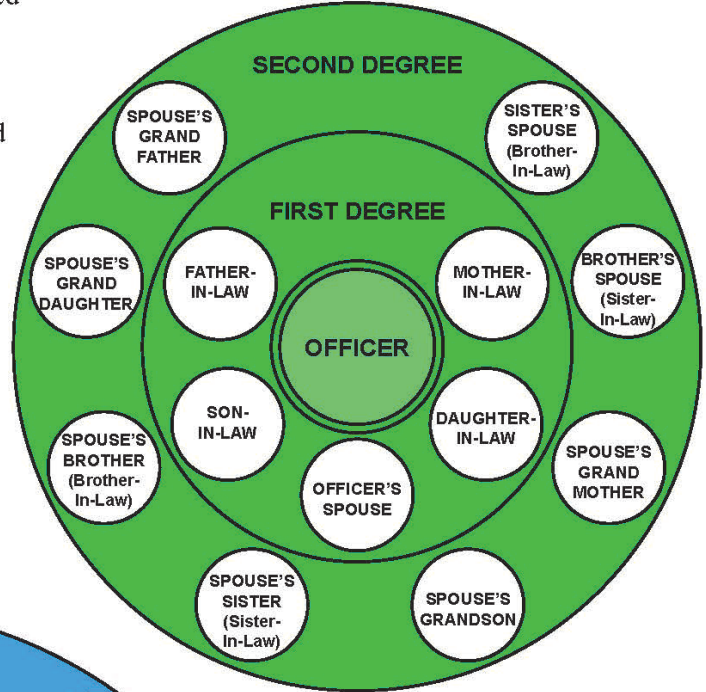 ed
d
SECOND DEGREE
SPOUSE'S
GRAND
FATHER
SISTER'S
SPOUSE
(Brother-
In-Law)
FIRST DEGREE
SPOUSE'S
GRAND
DAUGHTER
FATHER-
IN-LAW
MOTHER-
IN-LAW
BROTHER'S
SPOUSE
(Sister-
In-Law)
OFFICER
SON-
IN-LAW
DAUGHTER-
IN-LAW
SPOUSE'S
BROTHER
(Brother-
In-Law)
OFFICER'S
SPOUSE
SPOUSE'S
GRAND
MOTHER
SPOUSE'S
SISTER
(Sister-
In-Law)
SPOUSE'S
GRANDSON